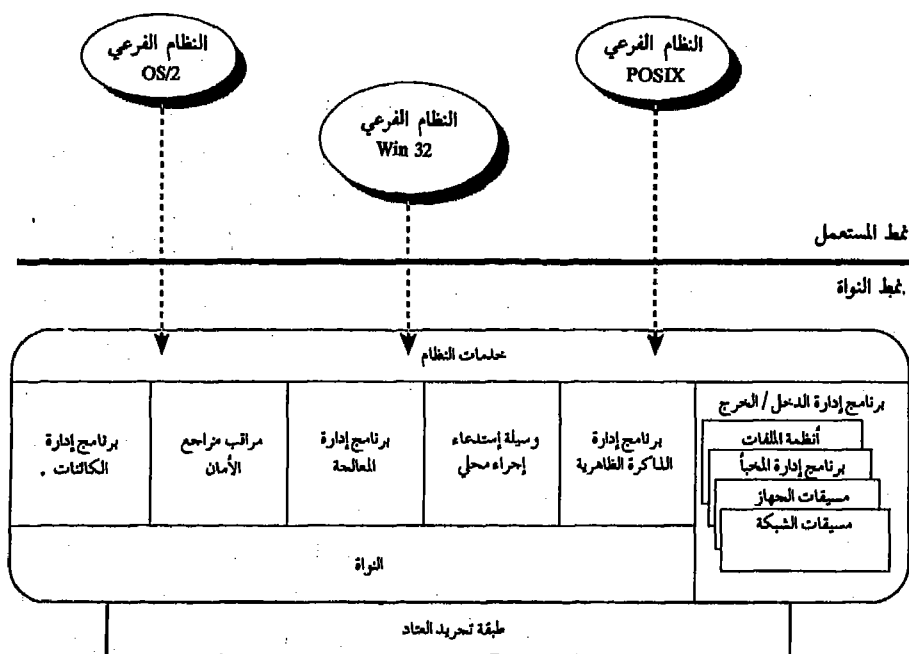 النظام الفرعي
OS/2
النظام الفرعي
POSIX
النظام الفرعي
Win 32
نمط المستعمل
نمط النواة
خدمات النظام
برنامج إدارة الدخل / الخرج
أنظمة الملفات
برنامج إدارة المخبأ
مسيقات الجهاز
مسيقات الشبكة
برنامج إدارة
الذاكرة الظاهرية
وسيلة إستدعاء
إجراء محلي
برنامج إدارة
المعالجة
مراقب مراجع
الأمان
برنامج إدارة
الكائنات
النواة
طبقة تجريد العتاد